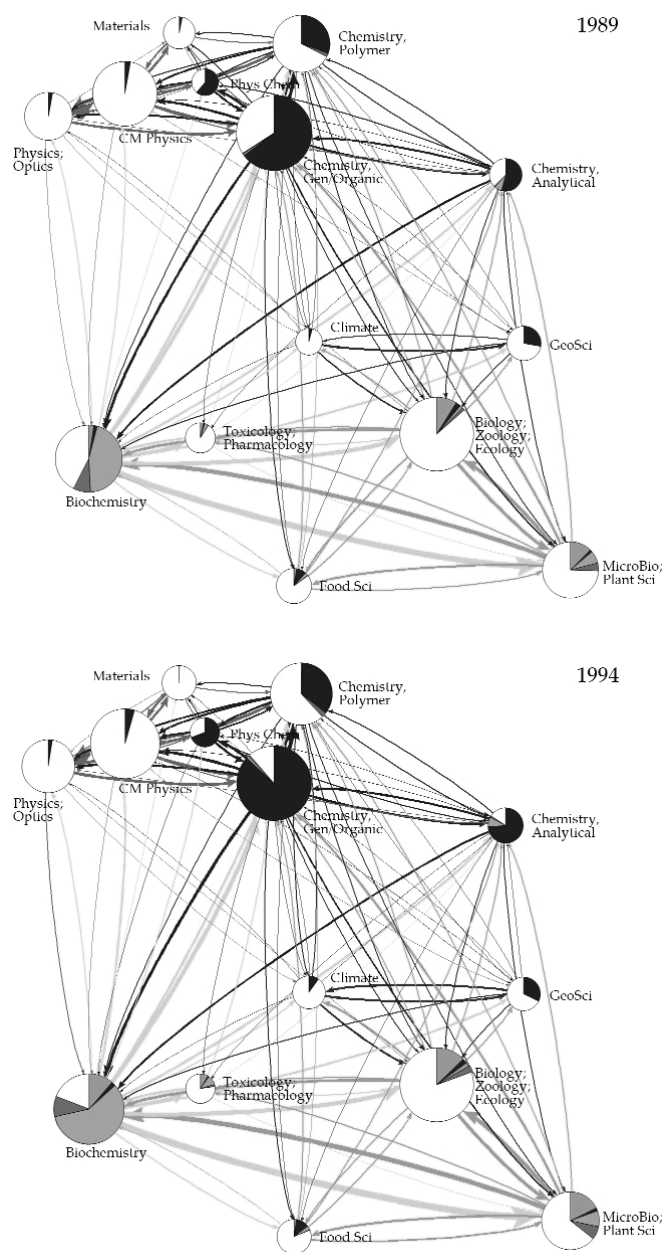 1989
Materials
Chemistry,
Polymer
Phys Chem
CM Physics
Physics;
Optics
Chemistry,
Gen/Organic
Chemistry,
Analytical
Climate
GeoSci
Toxicology;
Pharmacology
Biology;
Zoology;
Ecology
Biochemistry
MicroBio;
Plant Sci
Food Sci
1994
Materials
Chemistry,
Polymer
Phys Chem
CM Physics
Physics;
Optics
Chemistry,
Gen/Organic
Chemistry,
Analytical
Climate
GeoSci
Toxicology;
Pharmacology
Biology;
Zoology;
Ecology
Biochemistry
MicroBio;
Plant Sci
Food Sci